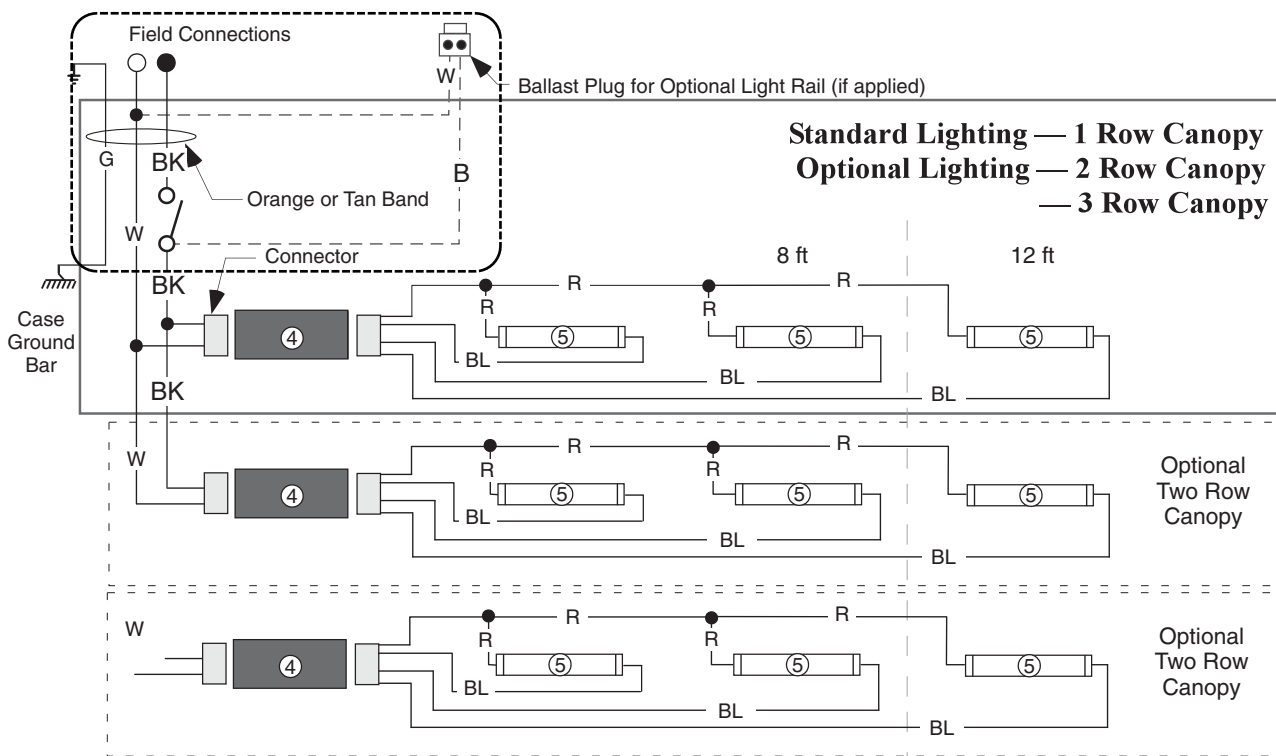 Field Connections
W
Ballast Plug for Optional Light Rail (if applied)
Standard Lighting — 1 Row Canopy
Optional Lighting — 2 Row Canopy
— 3 Row Canopy
G
BK
B
Orange or Tan Band
W
Connector
8 ft
12 ft
BK
Case
Ground
Bar
R
R
R
R
4
5
5
5
BL
BL
BL
BK
W
R
R
R
R
4
5
5
5
BL
BL
BL
Optional
Two Row
Canopy
W
R
R
R
R
4
5
5
5
BL
BL
BL
Optional
Two Row
Canopy